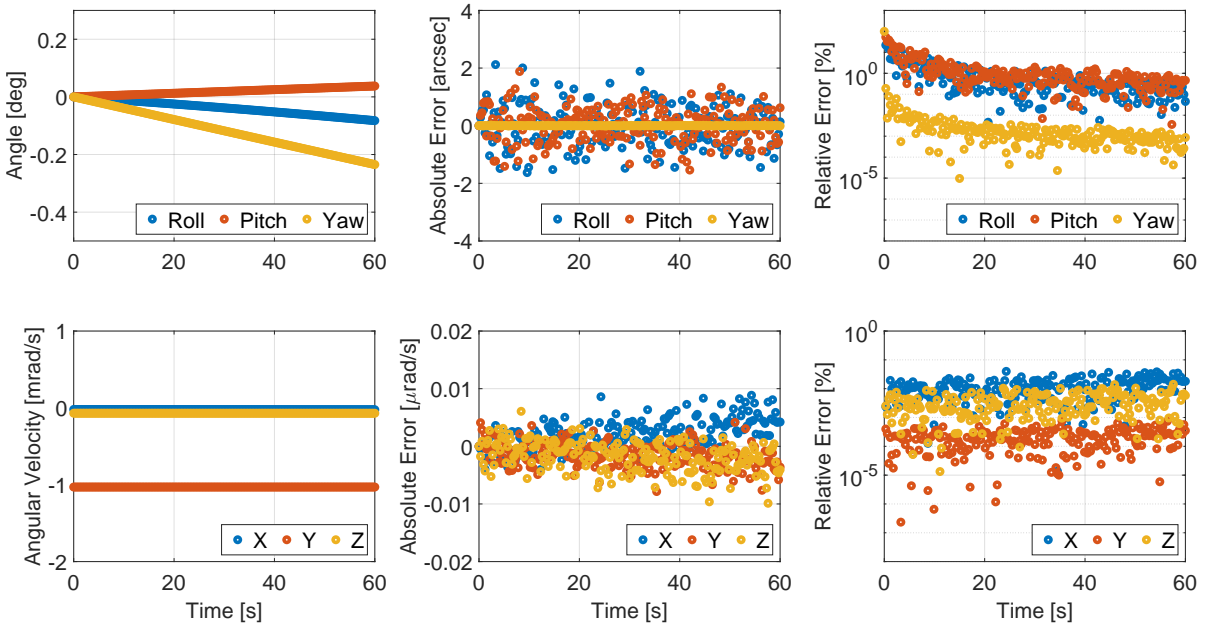 0.2
0
-0.2
-0.4
Angle [deg]
Roll Pitch Yaw
0 20 40 60
4
2
0
-2
-4
Absolute Error [arcsec]
Roll Pitch Yaw
0 20 40 60
10^0
10^-5
Relative Error [%]
Roll Pitch Yaw
0 20 40 60
1
0
-1
-2
Angular Velocity [mrad/s]
X Y Z
0 20 40 60
Time [s]
0.02
0.01
0
-0.01
-0.02
Absolute Error [μrad/s]
X Y Z
0 20 40 60
Time [s]
10^0
10^-5
Relative Error [%]
X Y Z
0 20 40 60
Time [s]